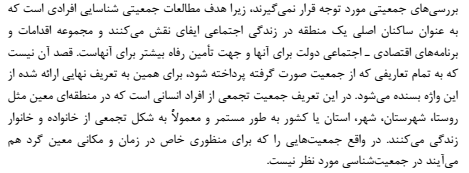 بررسی‌های جمعیتی مورد توجه قرار نمی‌گیرند، زیرا هدف مطالعات جمعیتی شناسایی افرادی است که
به عنوان ساکنان اصلی یک منطقه در زندگی اجتماعی ایفای نقش می‌کنند و مجموعه اقدامات و
برنامه‌های اقتصادی ـ اجتماعی دولت برای آنها و جهت تأمین رفاه بیشتر برای آنهاست. قصد آن نیست
که به تمام تعاریفی که از جمعیت صورت گرفته پرداخته شود، برای همین به تعریف نهایی ارائه شده از
این واژه بسنده می‌شود. در این تعریف جمعیت تجمعی از افراد انسانی است که در منطقه‌ای معین مثل
روستا، شهرستان، شهر، استان یا کشور به طور مستمر و معمولاً به شکل تجمعی از خانواده و خانوار
زندگی می‌کنند. در واقع جمعیت‌هایی را که برای منظوری خاص در زمان و مکانی معین گرد هم
می‌آیند در جمعیت‌شناسی مورد نظر نیست.